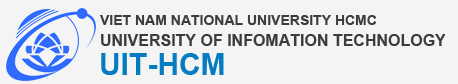 VIET NAM NATIONAL UNIVERSITY HCMC
UNIVERSITY OF INFOMATION TECHNOLOGY
UIT-HCM